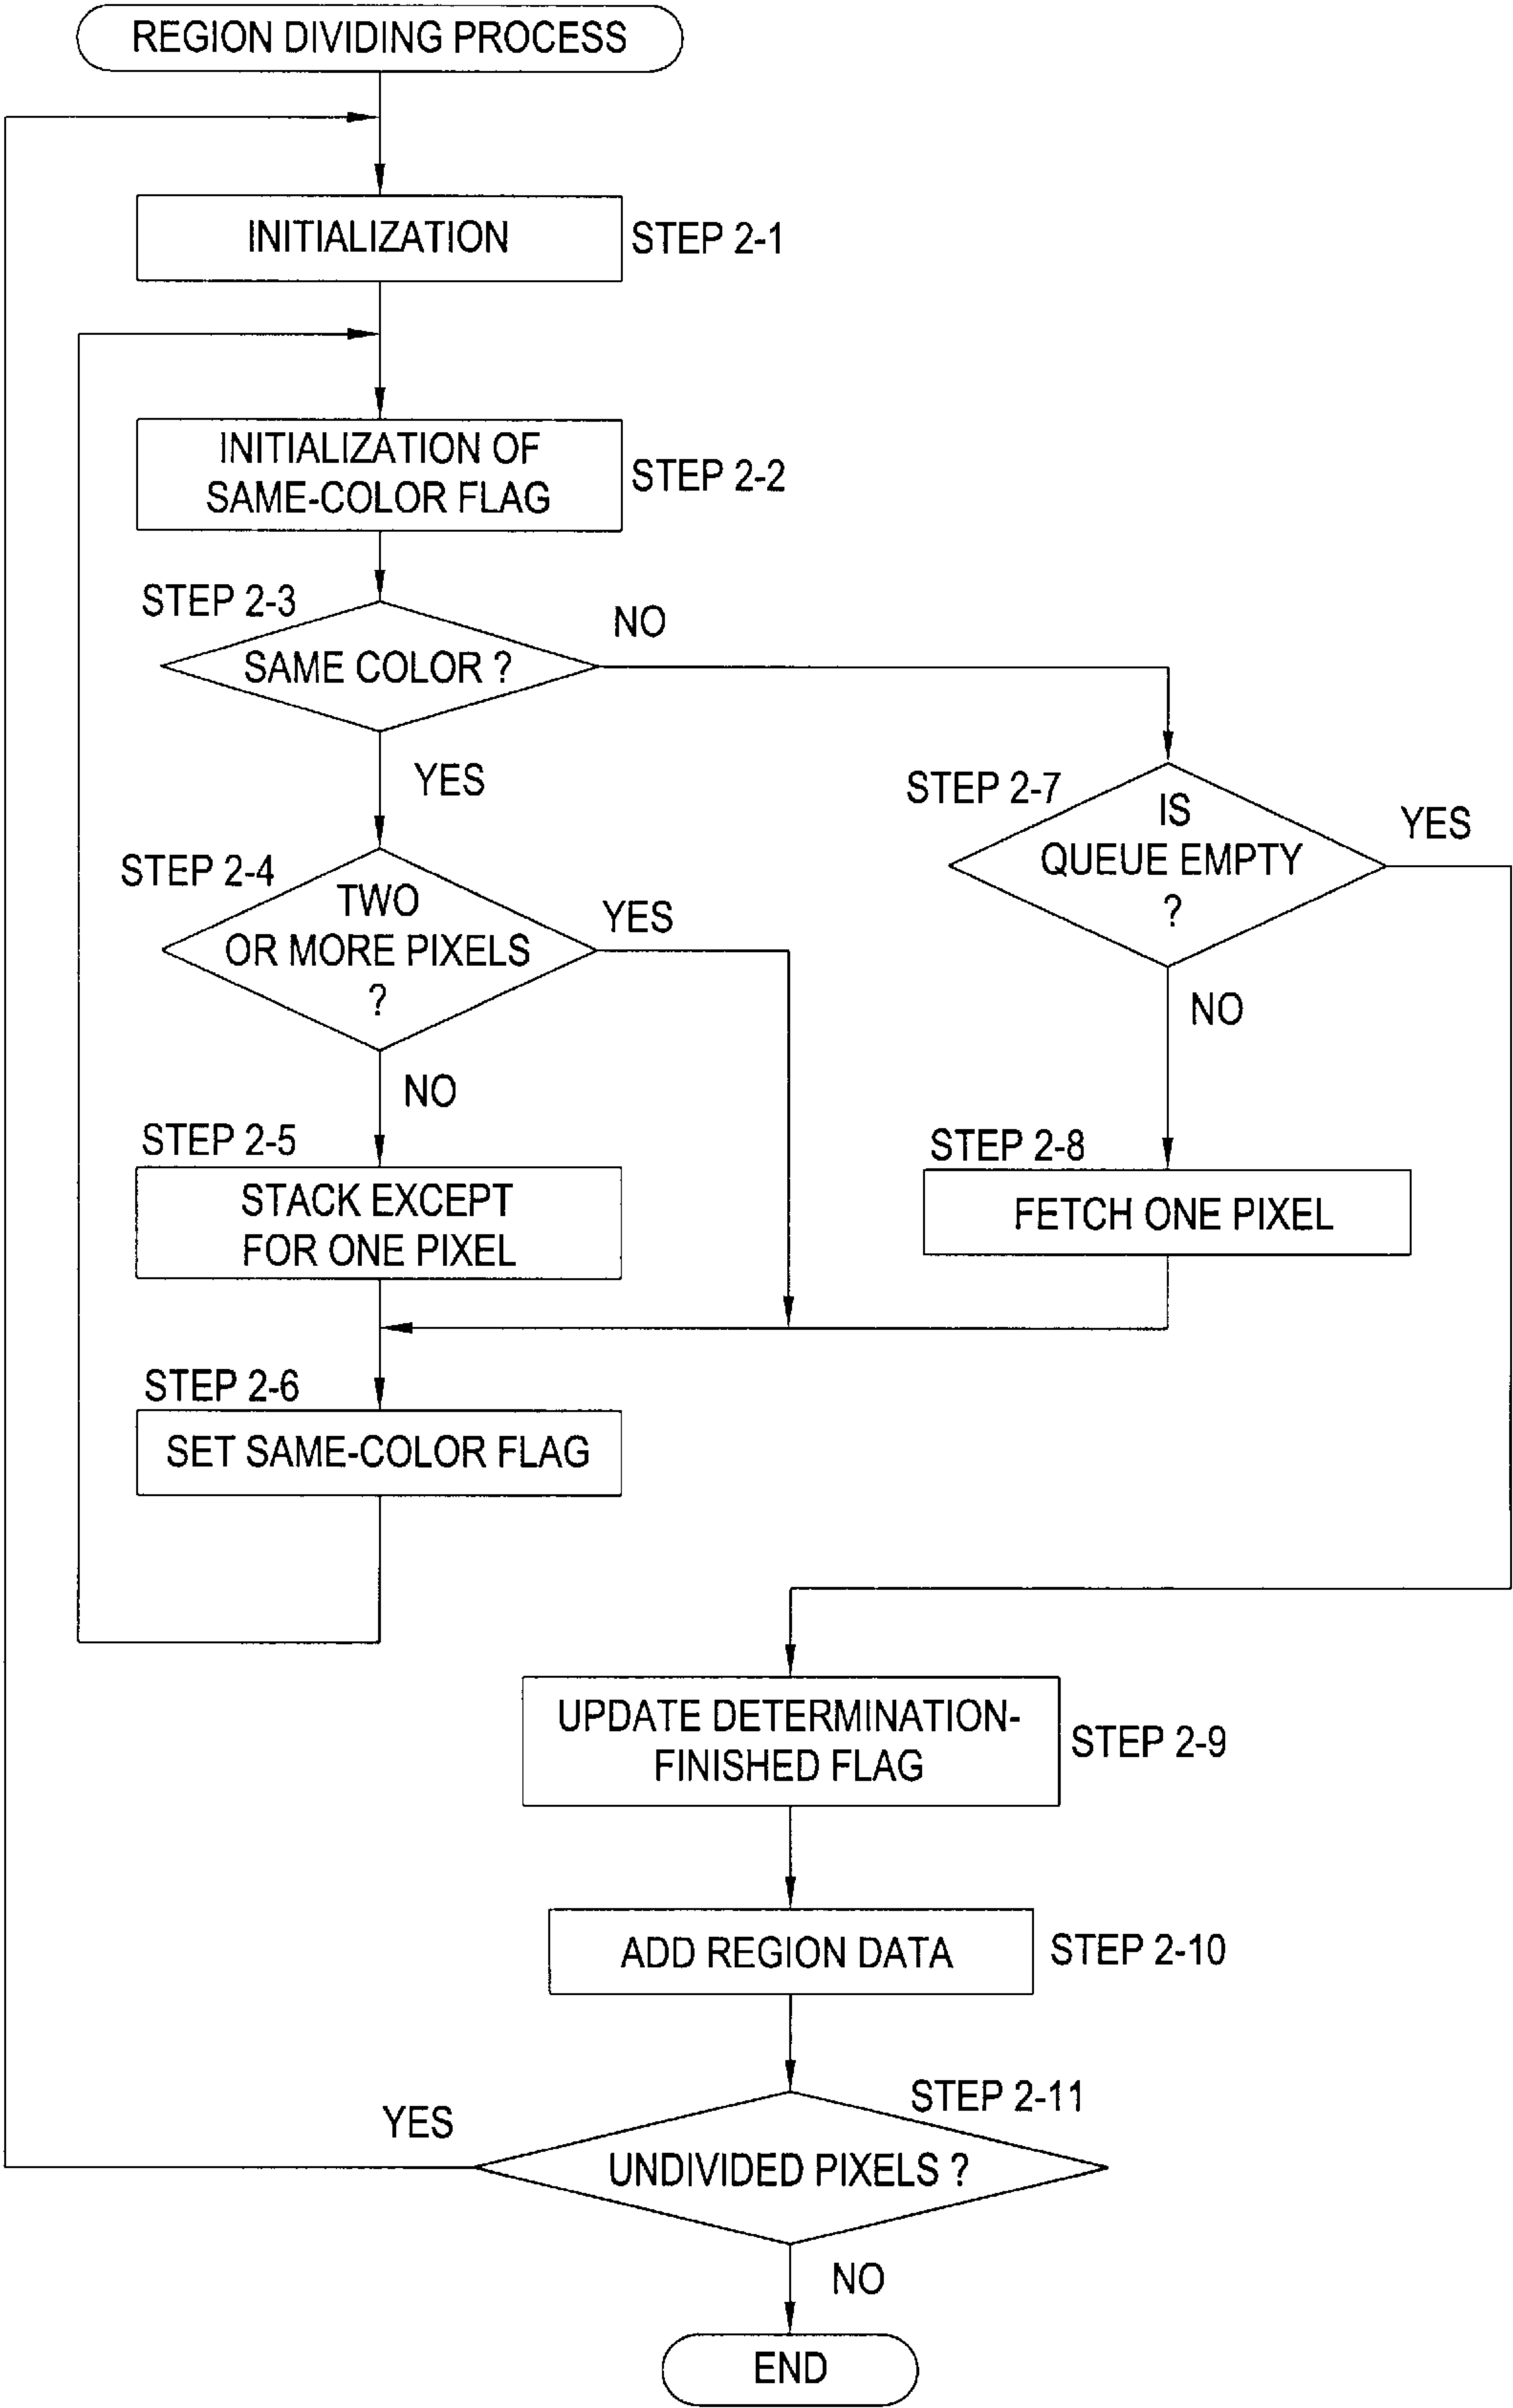 REGION DIVIDING PROCESS
INITIALIZATION
STEP 2-1
INITIALIZATION OF
SAME-COLOR FLAG
STEP 2-2
STEP 2-3
SAME COLOR ?
NO
YES
STEP 2-4
TWO
OR MORE PIXELS
?
YES
NO
STEP 2-5
STACK EXCEPT
FOR ONE PIXEL
STEP 2-6
SET SAME-COLOR FLAG
STEP 2-7
IS
QUEUE EMPTY
?
YES
NO
STEP 2-8
FETCH ONE PIXEL
UPDATE DETERMINATION-
FINISHED FLAG
STEP 2-9
ADD REGION DATA
STEP 2-10
STEP 2-11
UNDIVIDED PIXELS ?
YES
NO
END